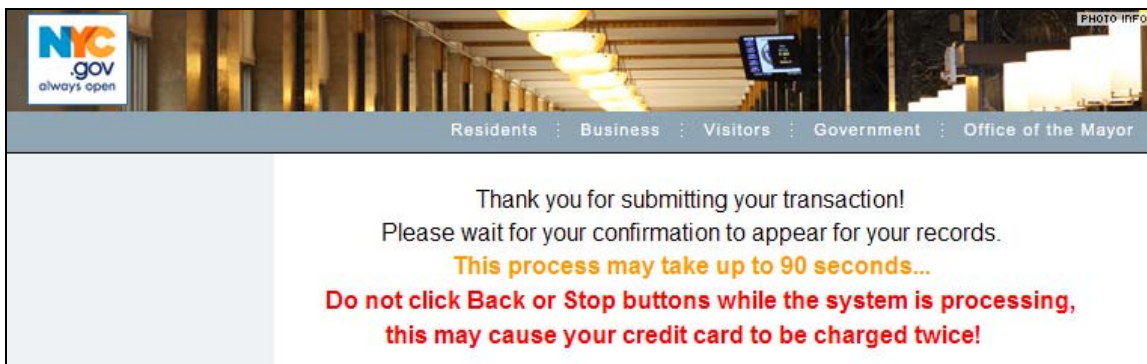 PHOTO INFO
NYC
.gov
always open
Residents Business Visitors Government Office of the Mayor
Thank you for submitting your transaction!
Please wait for your confirmation to appear for your records.
This process may take up to 90 seconds...
Do not click Back or Stop buttons while the system is processing,
this may cause your credit card to be charged twice!